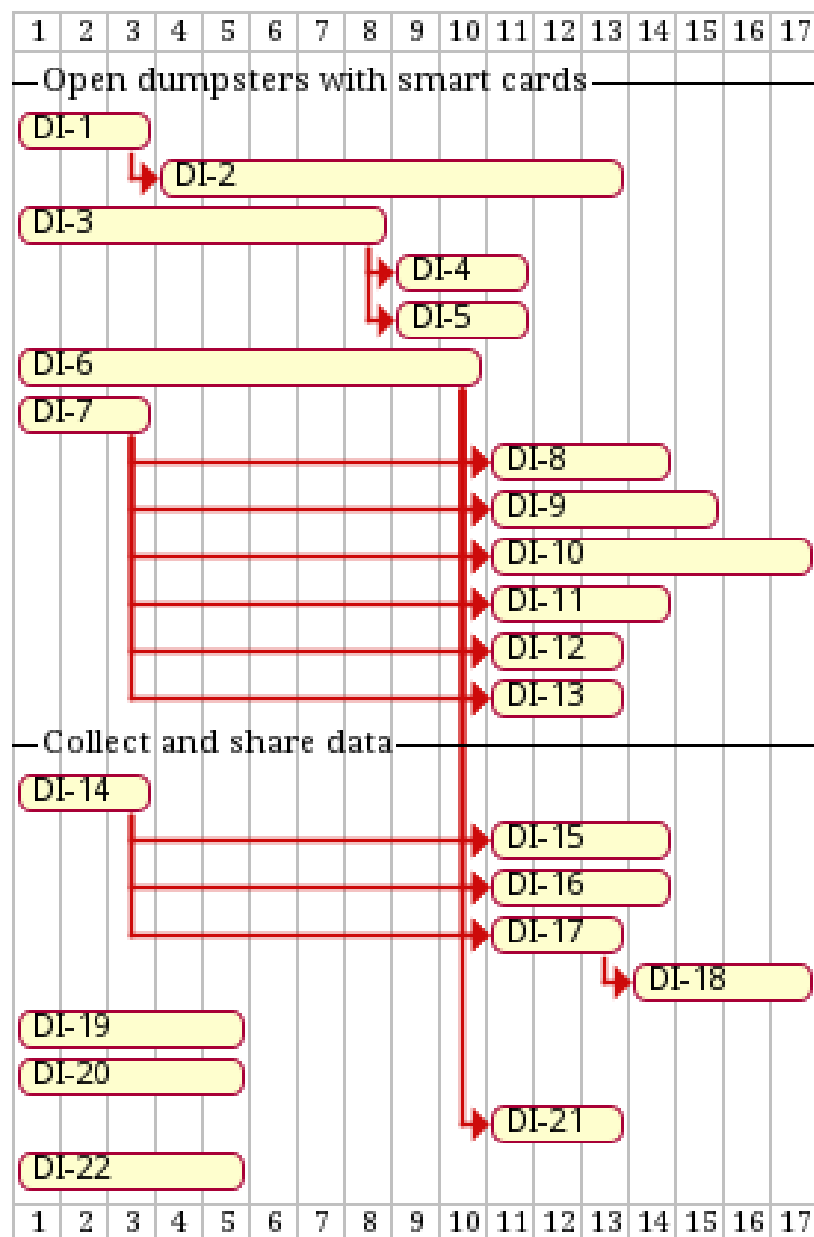 1 2 3 4 5 6 7 8 9 10 11 12 13 14 15 16 17
Open dumpsters with smart cards
DI-1
DI-2
DI-3
DI-4
DI-5
DI-6
DI-7
DI-8
DI-9
DI-10
DI-11
DI-12
DI-13
Collect and share data
DI-14
DI-15
DI-16
DI-17
DI-18
DI-19
DI-20
DI-21
DI-22
1 2 3 4 5 6 7 8 9 10 11 12 13 14 15 16 17